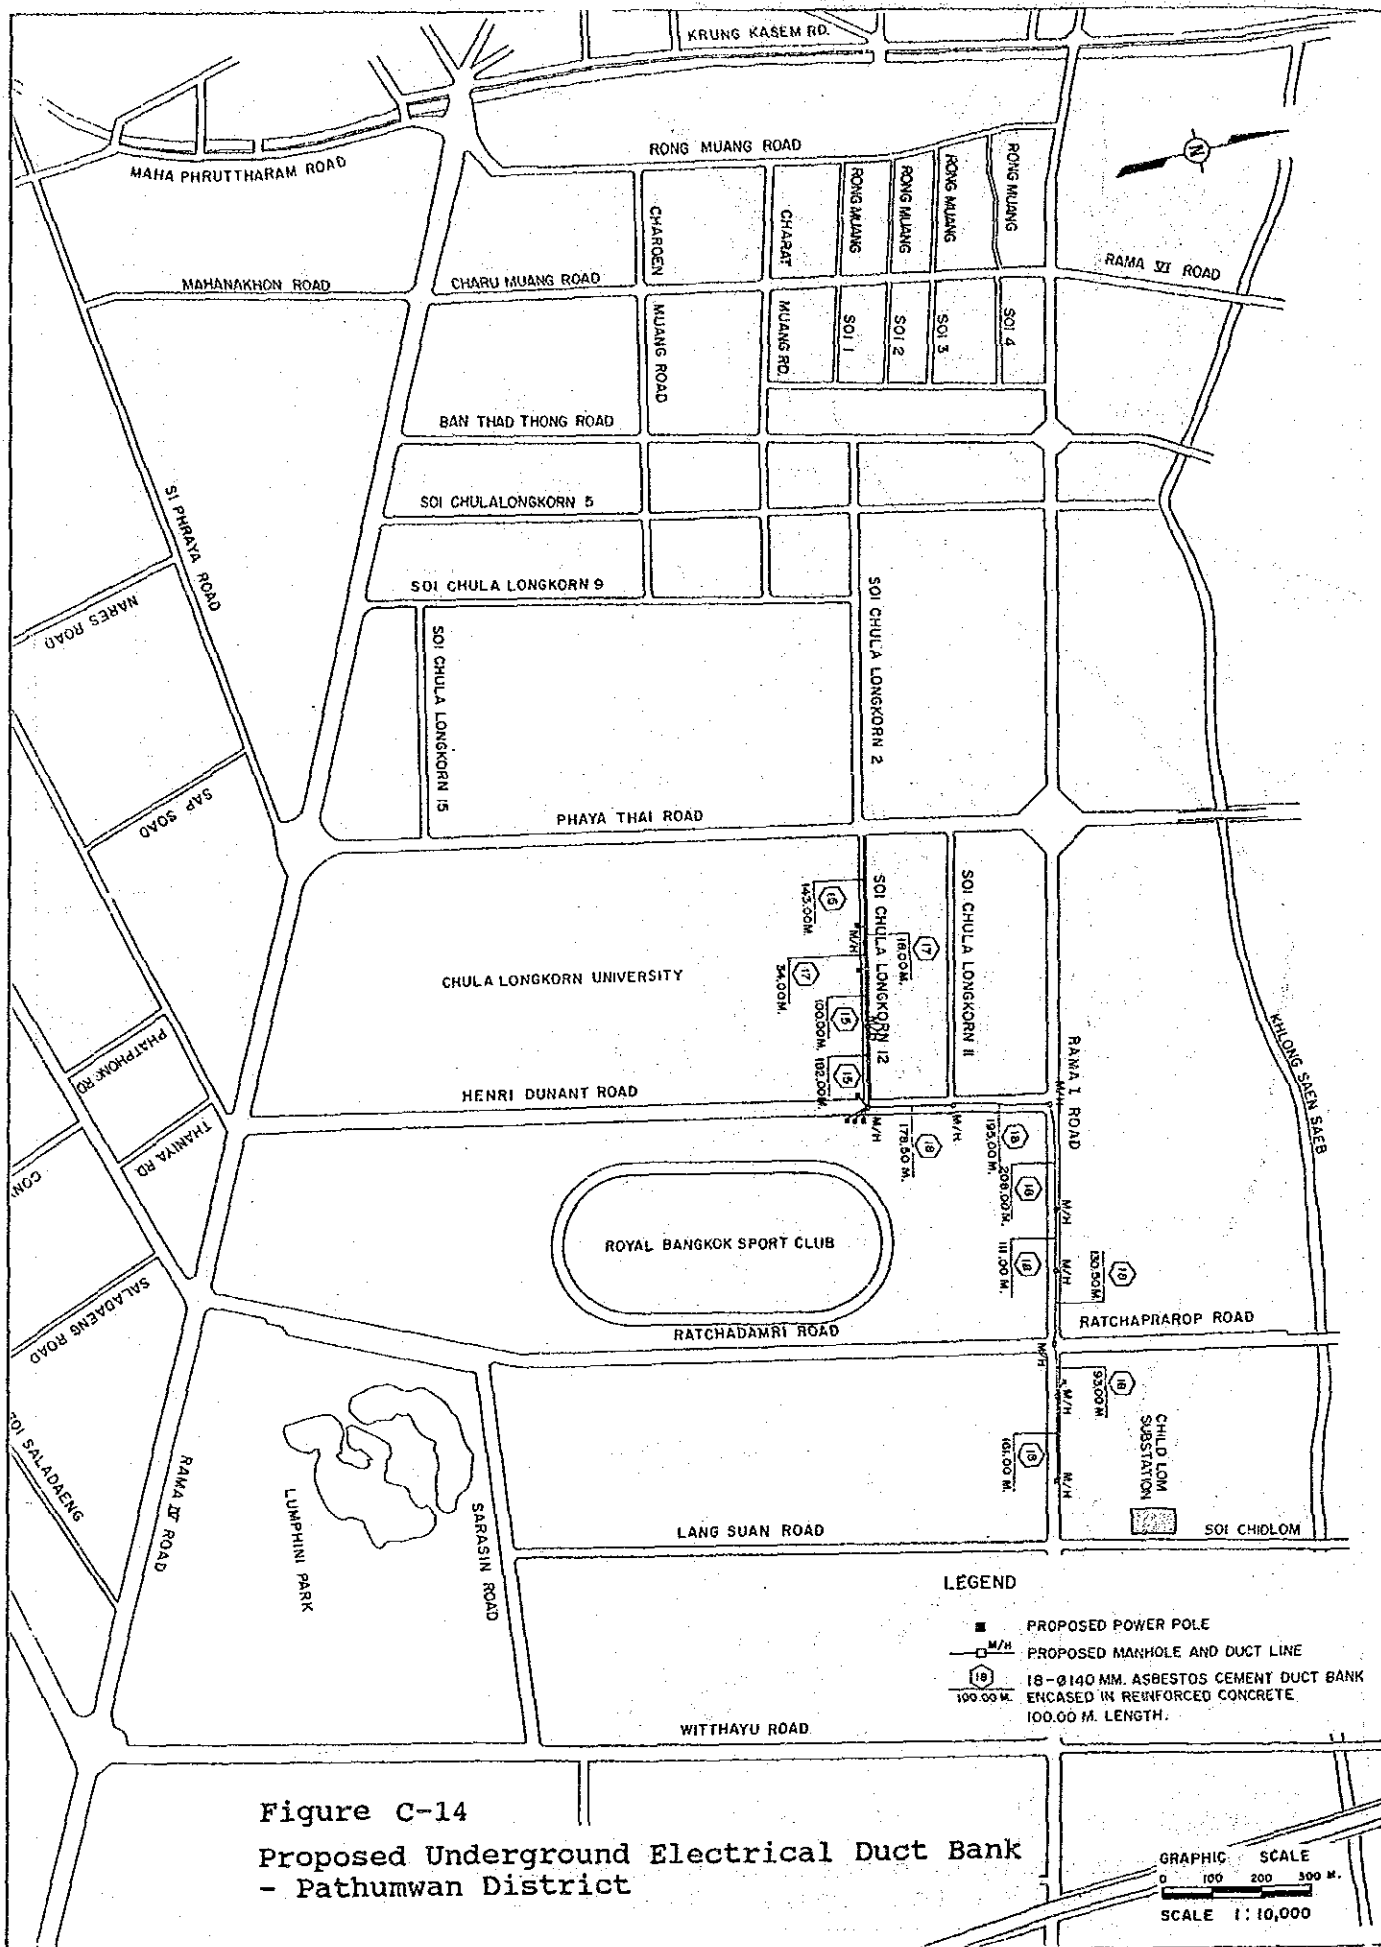 KRUNG KASEM RD.
RONG MUANG ROAD
MAHA PHRUTTHARAM ROAD
RONG MUANG
RONG MUANG
RONG MUANG
RONG MUANG
SOI 1
SOI 2
SOI 3
SOI 4
N
CHAROEN
MUANG ROAD
CHARAT
MUANG RD.
RAMA VI ROAD
MAHANAKHON ROAD
CHARU MUANG ROAD
BAN THAD THONG ROAD
SI PHRAYA ROAD
SOI CHULALONGKORN 5
SOI CHULA LONGKORN 9
NARES ROAD
SOI CHULA LONGKORN 15
SOI CHULA LONGKORN 2
SAP SOAD
PHAYA THAI ROAD
16
143.00M.
M/H
17
18.00M.
17
34.00M.
15
100.00M.
M/H
15
182.00M.
SOI CHULA LONGKORN 12
SOI CHULA LONGKORN 11
CHULA LONGKORN UNIVERSITY
RAMA I ROAD
KHLONG SAEN SAEB
PHATPHONG RD
THANIYA RD
HENRI DUNANT ROAD
M/H
M/H
M/H
18
178.50 M.
18
195.00M.
18
208.00M.
M/H
18
111.00 M.
M/H
18
130.50M.
ROYAL BANGKOK SPORT CLUB
SALADAENG ROAD
RATCHADAMRI ROAD
RATCHAPRAROP ROAD
M/H
18
93.00M
M/H
18
161.00 M.
M/H
CHILD LOM
SUBSTATION
SOI SALADAENG
RAMA IV ROAD
LUMPHINI PARK
SARASIN ROAD
LANG SUAN ROAD
SOI CHIDLOM
LEGEND
PROPOSED POWER POLE
M/H PROPOSED MANHOLE AND DUCT LINE
18 18-Ø140 MM. ASBESTOS CEMENT DUCT BANK
100.00 M. ENCASED IN REINFORCED CONCRETE
100.00 M. LENGTH.
WITTHAYU ROAD
Figure C-14
Proposed Underground Electrical Duct Bank
- Pathumwan District
GRAPHIC SCALE
0 100 200 300 M.
SCALE 1:10,000